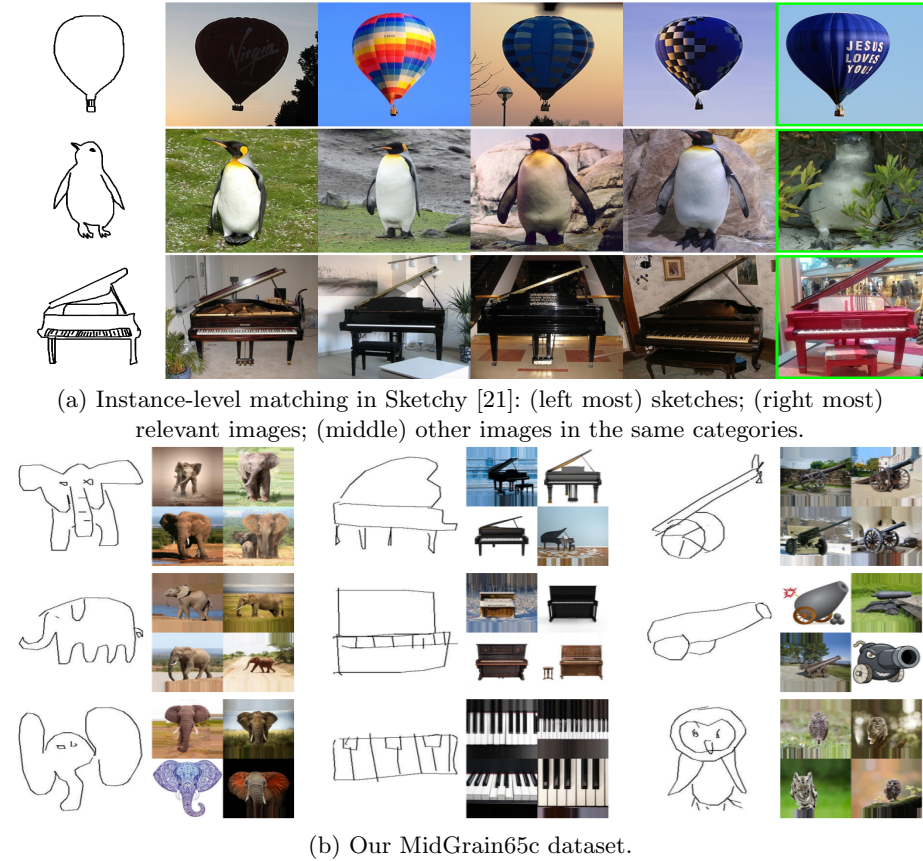 Virgin
JESUS
LOVES
YOU!
(a) Instance-level matching in Sketchy [21]: (left most) sketches; (right most)
relevant images; (middle) other images in the same categories.
(b) Our MidGrain65c dataset.